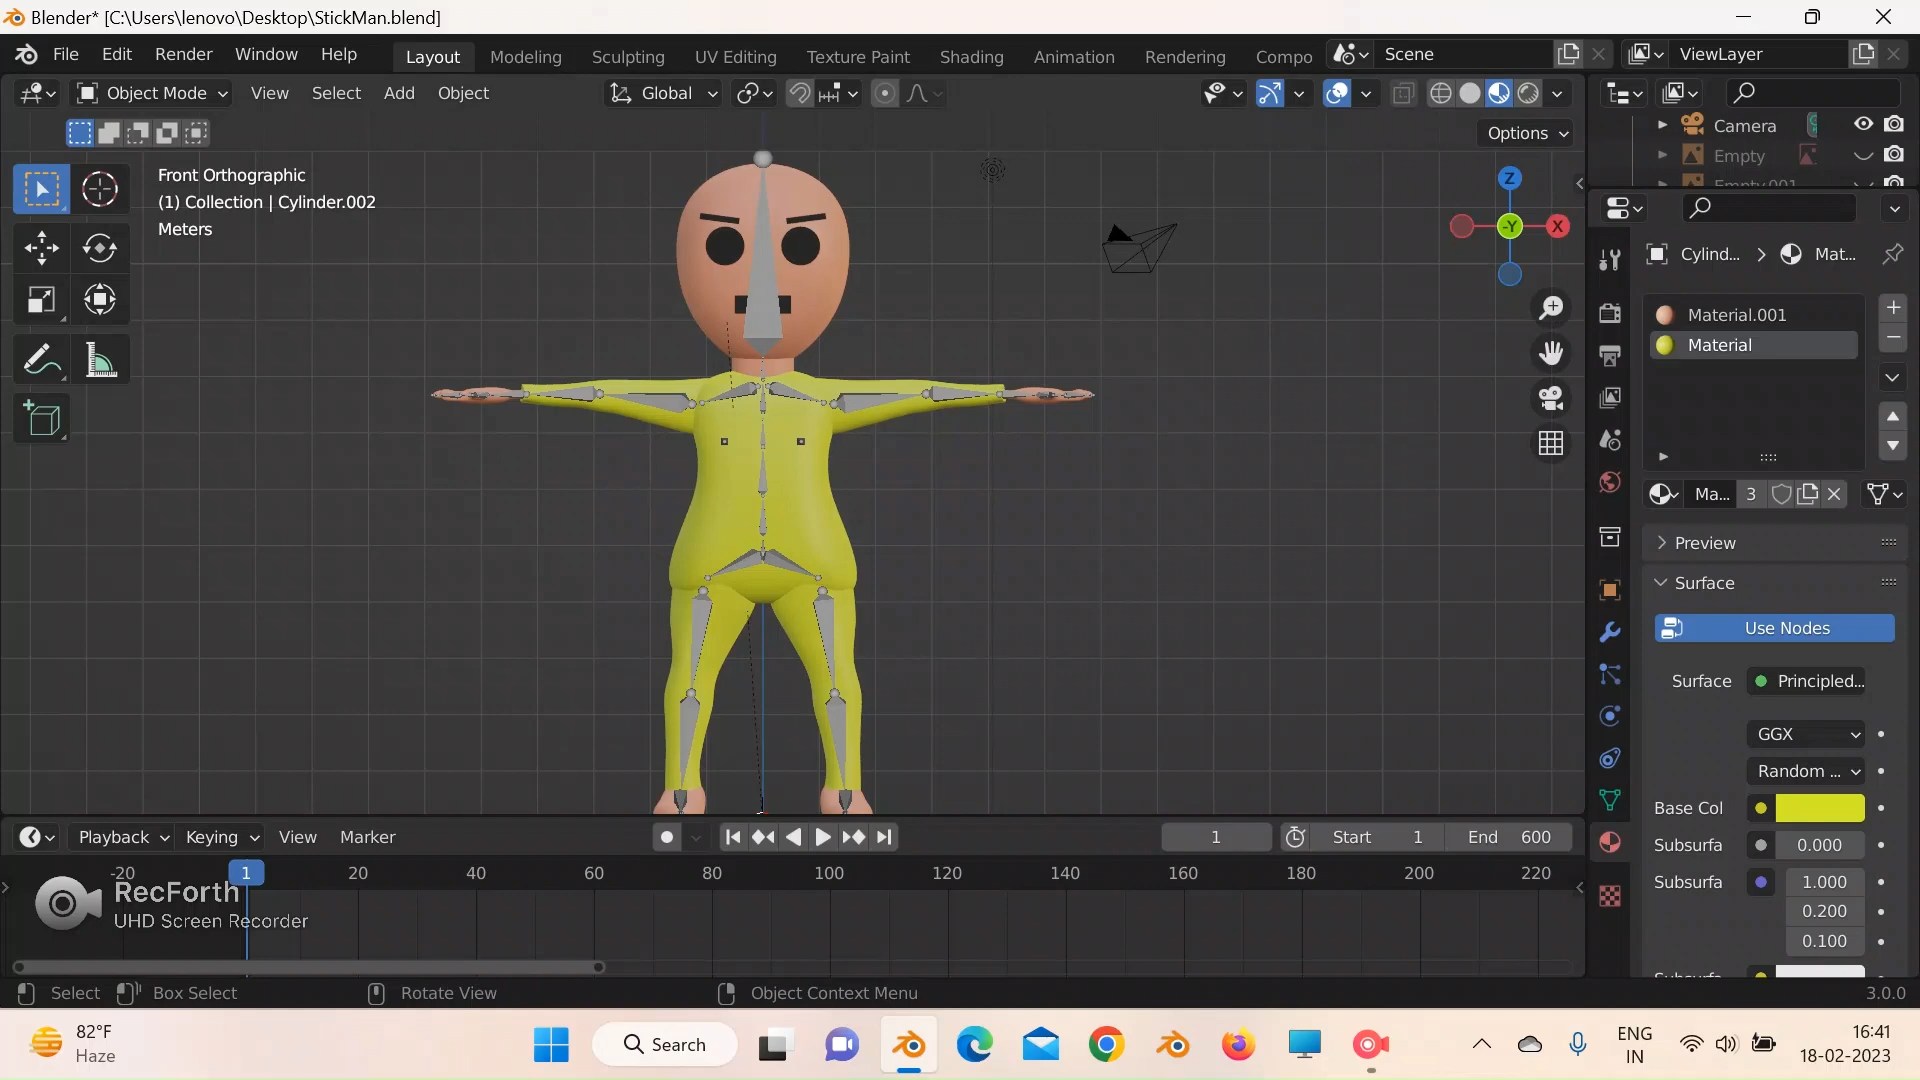 Blender* [C:\Users\lenovo\Desktop\StickMan.blend]
File Edit Render Window Help
Layout Modeling Sculpting UV Editing Texture Paint Shading Animation Rendering Compo
Scene
ViewLayer
Object Mode View Select Add Object
Global
Options
Front Orthographic
(1) Collection | Cylinder.002
Meters
Z
-Y
X
Camera
Empty
Empty.001
Cylind... Mat...
Material.001
Material
Ma... 3
Preview
Surface
Use Nodes
Surface Principled...
GGX
Random ...
Base Col
Subsurfa 0.000
Subsurfa 1.000
0.200
0.100
Subsurfa
Playback Keying View Marker
1
Start 1
End 600
-20 1 20 40 60 80 100 120 140 160 180 200 220
RecForth
UHD Screen Recorder
Select Box Select Rotate View Object Context Menu
3.0.0
82°F
Haze
Search
ENG
IN
16:41
18-02-2023